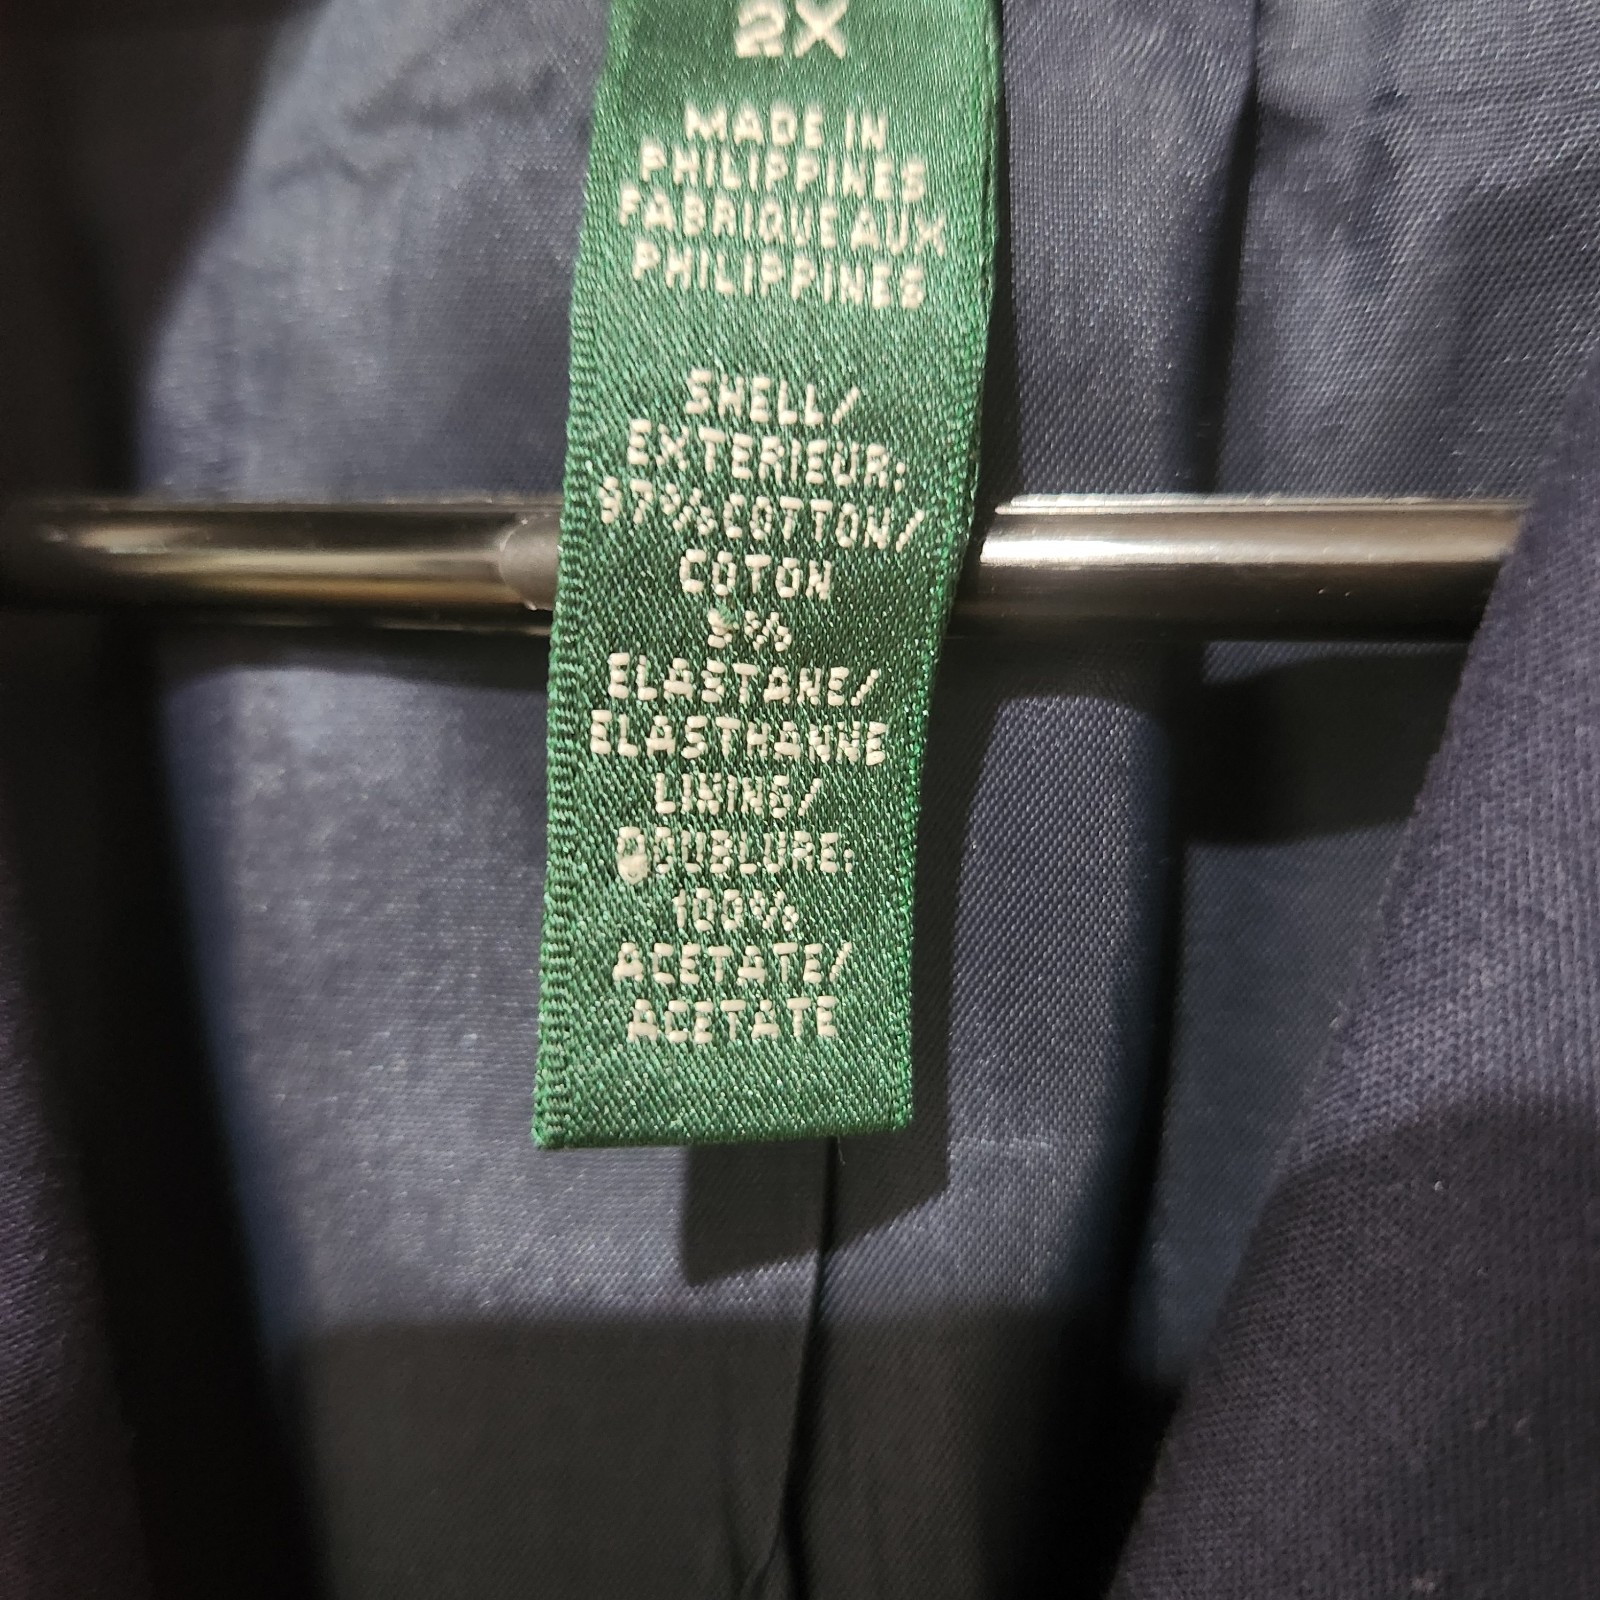 2X
MADE IN
PHILIPPINES
FABRIQUE AUX
PHILIPPINES
SHELL/
EXTERIEUR:
97% COTTON/
COTON
3%
ELASTANE/
ELASTHANNE
LINING/
DOUBLURE:
100%
ACETATE/
ACETATE